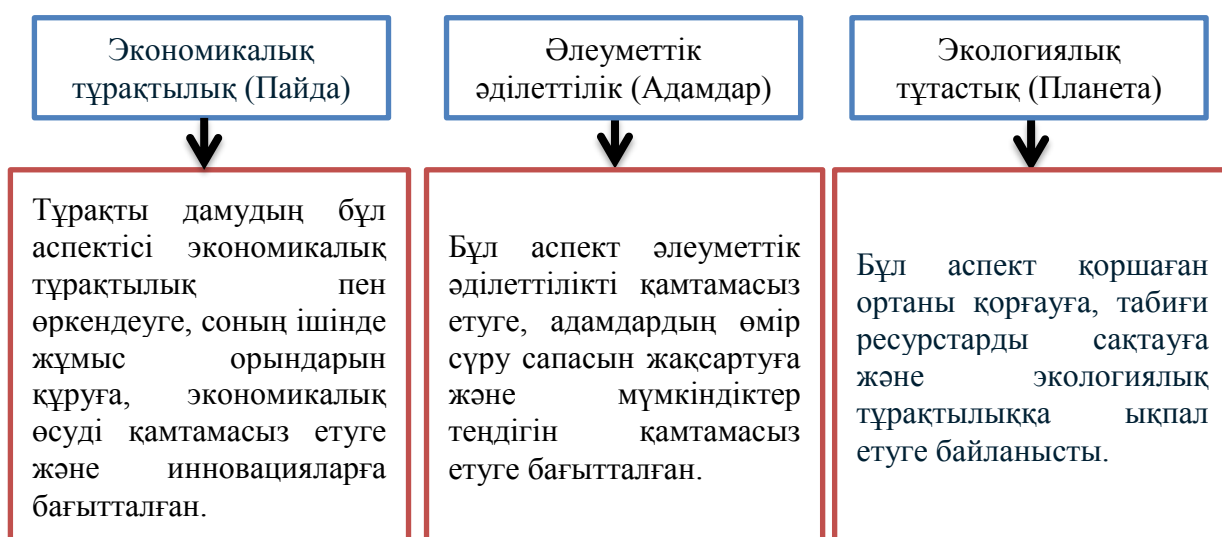 Экономикалық
тұрақтылық (Пайда)
Әлеуметтік
әділеттілік (Адамдар)
Экологиялық
тұтастық (Планета)
Тұрақты дамудың бұл
аспектісі экономикалық
тұрақтылық пен
өркендеуге, соның ішінде
жұмыс орындарын
құруға, экономикалық
өсуді қамтамасыз етуге
және инновацияларға
бағытталған.
Бұл аспект әлеуметтік
әділеттілікті қамтамасыз
етуге, адамдардың өмір
сүру сапасын жақсартуға
және мүмкіндіктер
теңдігін қамтамасыз
етуге бағытталған.
Бұл аспект қоршаған
ортаны қорғауға, табиғи
ресурстарды сақтауға
және экологиялық
тұрақтылыққа ықпал
етуге байланысты.